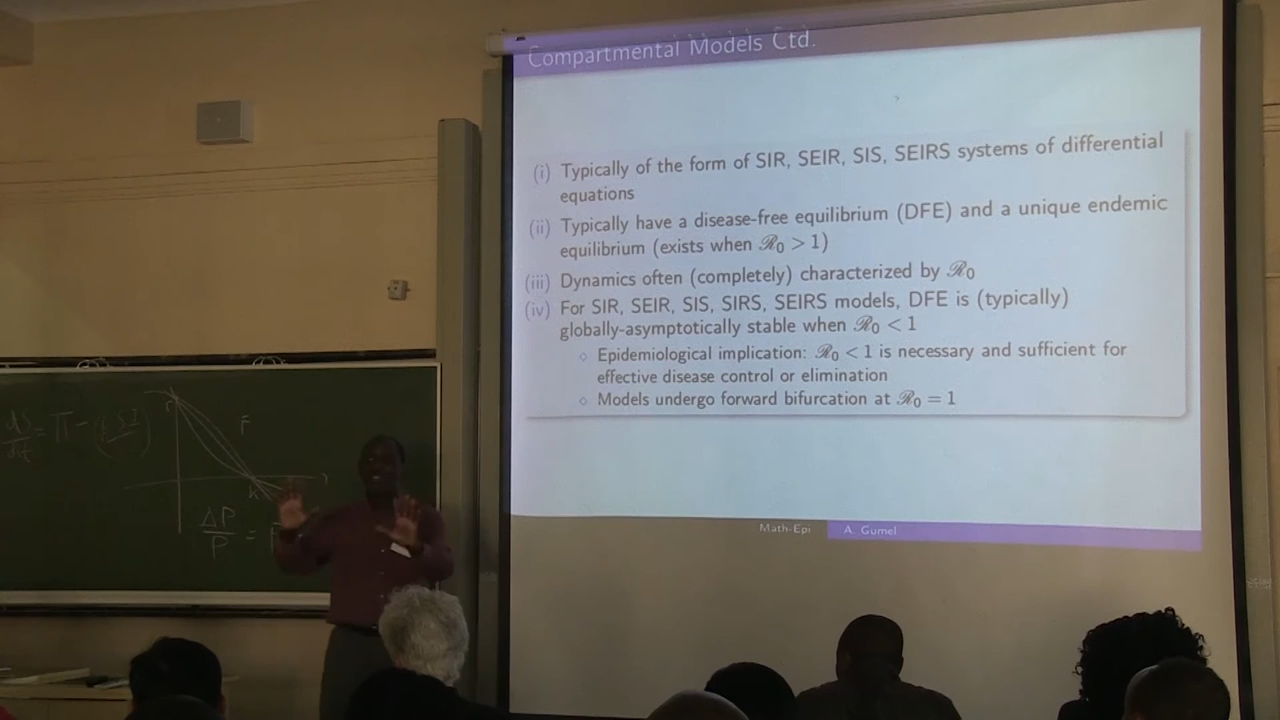 Compartmental Models Ctd.
(i) Typically of the form of SIR, SEIR, SIS, SEIRS systems of differential
equations
(ii) Typically have a disease-free equilibrium (DFE) and a unique endemic
equilibrium (exists when ℛ₀ > 1)
(iii) Dynamics often (completely) characterized by ℛ₀
(iv) For SIR, SEIR, SIS, SIRS, SEIRS models, DFE is (typically)
globally-asymptotically stable when ℛ₀ < 1
◇ Epidemiological implication: ℛ₀ < 1 is necessary and sufficient for
effective disease control or elimination
◇ Models undergo forward bifurcation at ℛ₀ = 1
Math-Epi A. Gumel
dS/dt = Π -
K
ΔP/P =